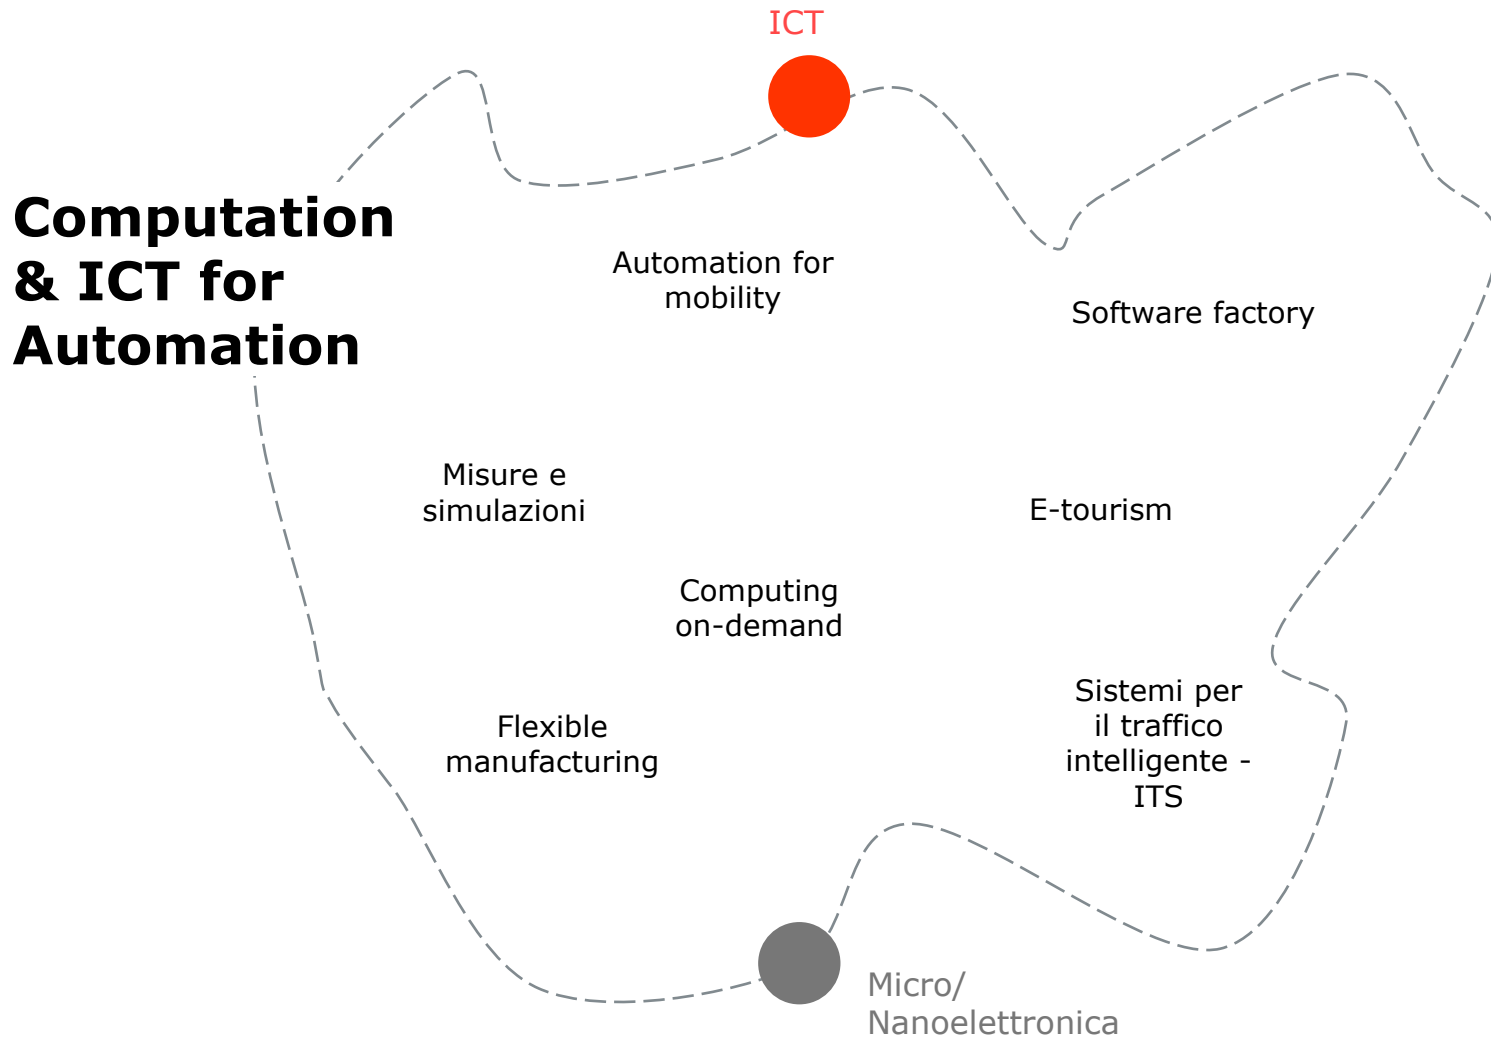 ICT
Computation
& ICT for
Automation
Automation for
mobility
Software factory
Misure e
simulazioni
E-tourism
Computing
on-demand
Flexible
manufacturing
Sistemi per
il traffico
intelligente -
ITS
Micro/
Nanoelettronica